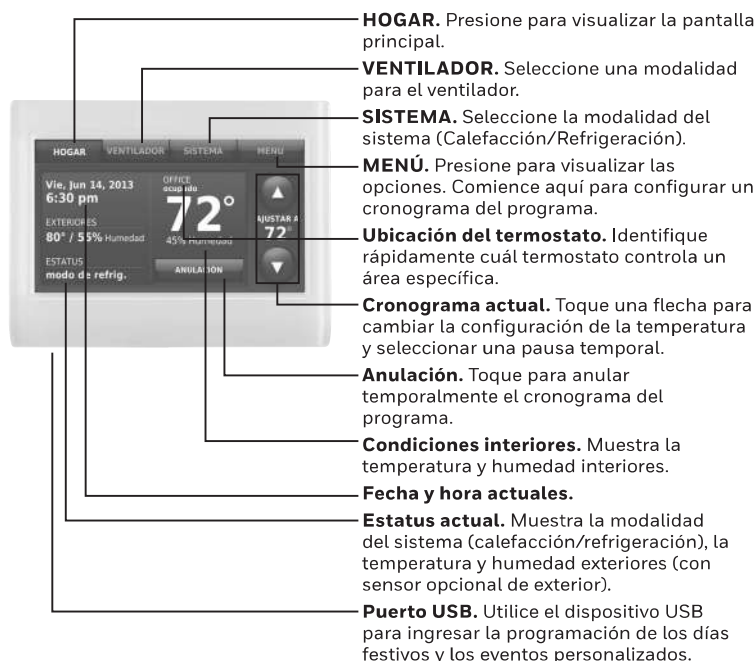 HOGAR. Presione para visualizar la pantalla
principal.
VENTILADOR. Seleccione una modalidad
para el ventilador.
SISTEMA. Seleccione la modalidad del
sistema (Calefacción/Refrigeración).
MENÚ. Presione para visualizar las
opciones. Comience aquí para configurar un
cronograma del programa.
Ubicación del termostato. Identifique
rápidamente cuál termostato controla un
área específica.
Cronograma actual. Toque una flecha para
cambiar la configuración de la temperatura
y seleccionar una pausa temporal.
Anulación. Toque para anular
temporalmente el cronograma del
programa.
Condiciones interiores. Muestra la
temperatura y humedad interiores.
Fecha y hora actuales.
Estatus actual. Muestra la modalidad
del sistema (calefacción/refrigeración), la
temperatura y humedad exteriores (con
sensor opcional de exterior).
Puerto USB. Utilice el dispositivo USB
para ingresar la programación de los días
festivos y los eventos personalizados.
HOGAR VENTILADOR SISTEMA MENU
Vie, Jun 14, 2013
6:30 pm
EXTERIORES
80° / 55% Humedad
ESTATUS
modo de refrig.
OFFICE
ocupado
72°
45% Humedad
ANULACION
AJUSTAR A
72°